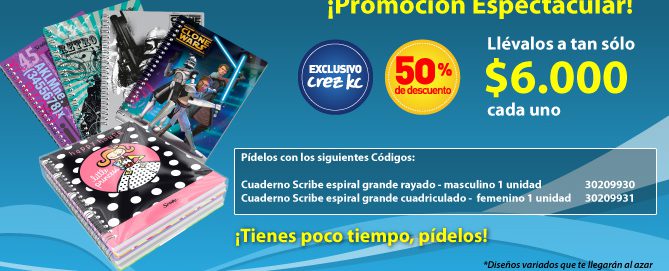 ¡Promoción Espectacular!
Llévalos a tan sólo
$6.000
cada uno
EXCLUSIVO
crez kc
50%
de descuento
CLONE WARS
Scribe
Pídelos con los siguientes Códigos:
Cuaderno Scribe espiral grande rayado - masculino 1 unidad 30209930
Cuaderno Scribe espiral grande cuadriculado - femenino 1 unidad 30209931
¡Tienes poco tiempo, pídelos!
*Diseños variados que te llegarán al azar